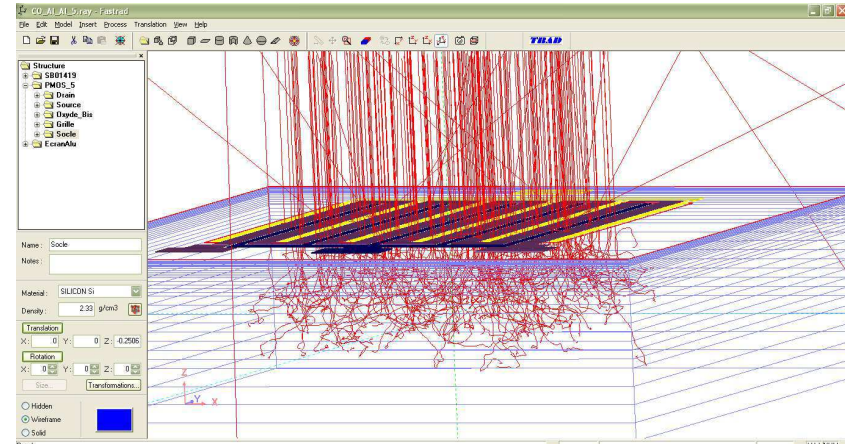 CO_Al_Al_5.ray - Fastrad
File Edit Model Insert Process Translation View Help
TRAD
Structure
SB01419
PMOS_5
Drain
Source
Oxyde_Bis
Grille
Socle
EcranAlu
Name : Socle
Notes :
Material : SILICON Si
Density : 2.33 g/cm3
Translation
X : 0 Y : 0 Z : -0.2506
Rotation
X : 0 Y : 0 Z : 0
Size... Transformations...
Hidden
Wireframe
Solid
Z
Y
X